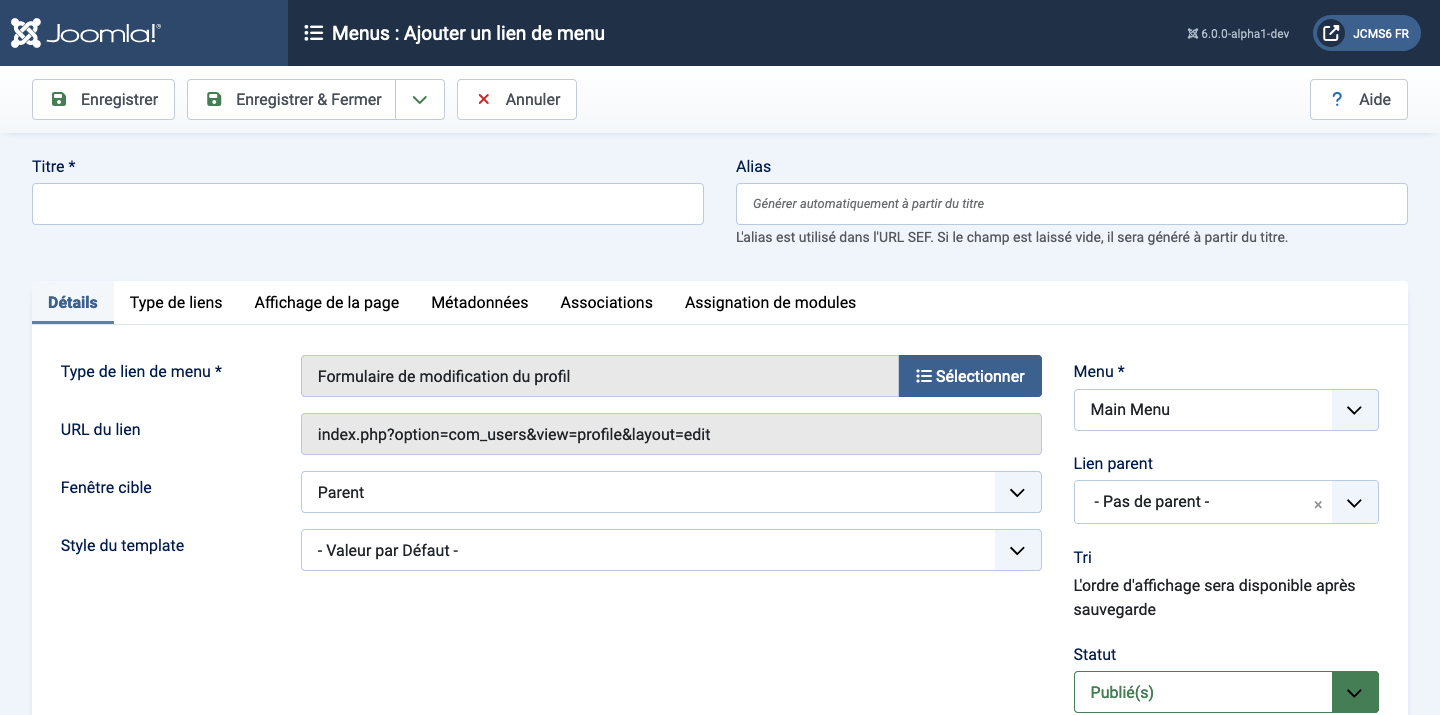 Joomla!®
Menus : Ajouter un lien de menu
6.0.0-alpha1-dev
JCMS6 FR
Enregistrer
Enregistrer & Fermer
Annuler
? Aide
Titre *
Alias
Générer automatiquement à partir du titre
L'alias est utilisé dans l'URL SEF. Si le champ est laissé vide, il sera généré à partir du titre.
Détails
Type de liens
Affichage de la page
Métadonnées
Associations
Assignation de modules
Type de lien de menu *
Formulaire de modification du profil
Sélectionner
URL du lien
index.php?option=com_users&view=profile&layout=edit
Fenêtre cible
Parent
Style du template
- Valeur par Défaut -
Menu *
Main Menu
Lien parent
- Pas de parent -
×
Tri
L'ordre d'affichage sera disponible après
sauvegarde
Statut
Publié(s)